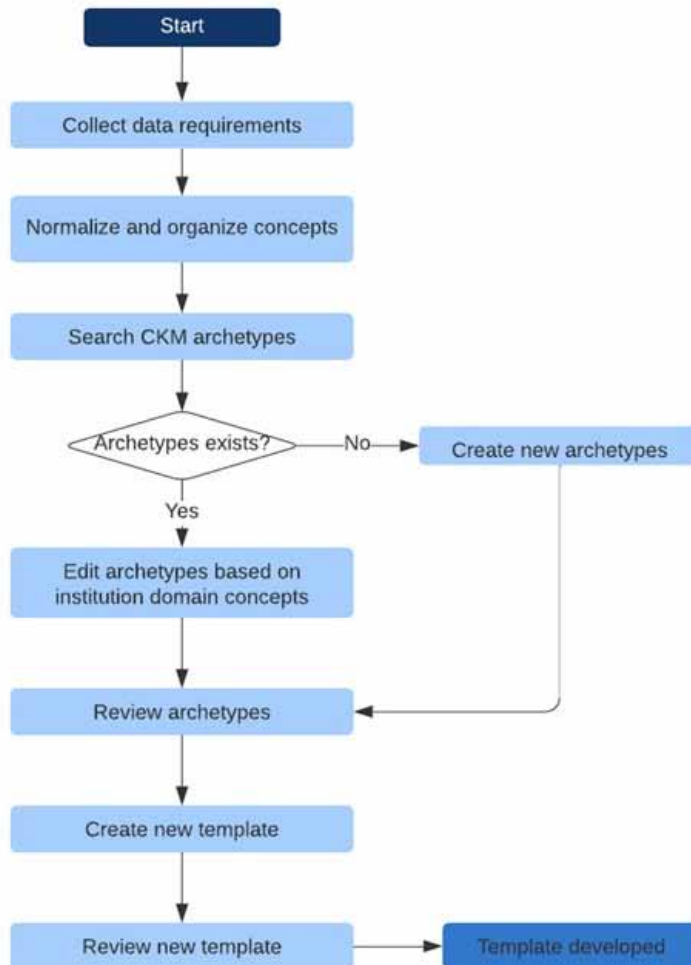 Start
Collect data requirements
Normalize and organize concepts
Search CKM archetypes
Archetypes exists?
No
Create new archetypes
Yes
Edit archetypes based on
institution domain concepts
Review archetypes
Create new template
Review new template
Template developed